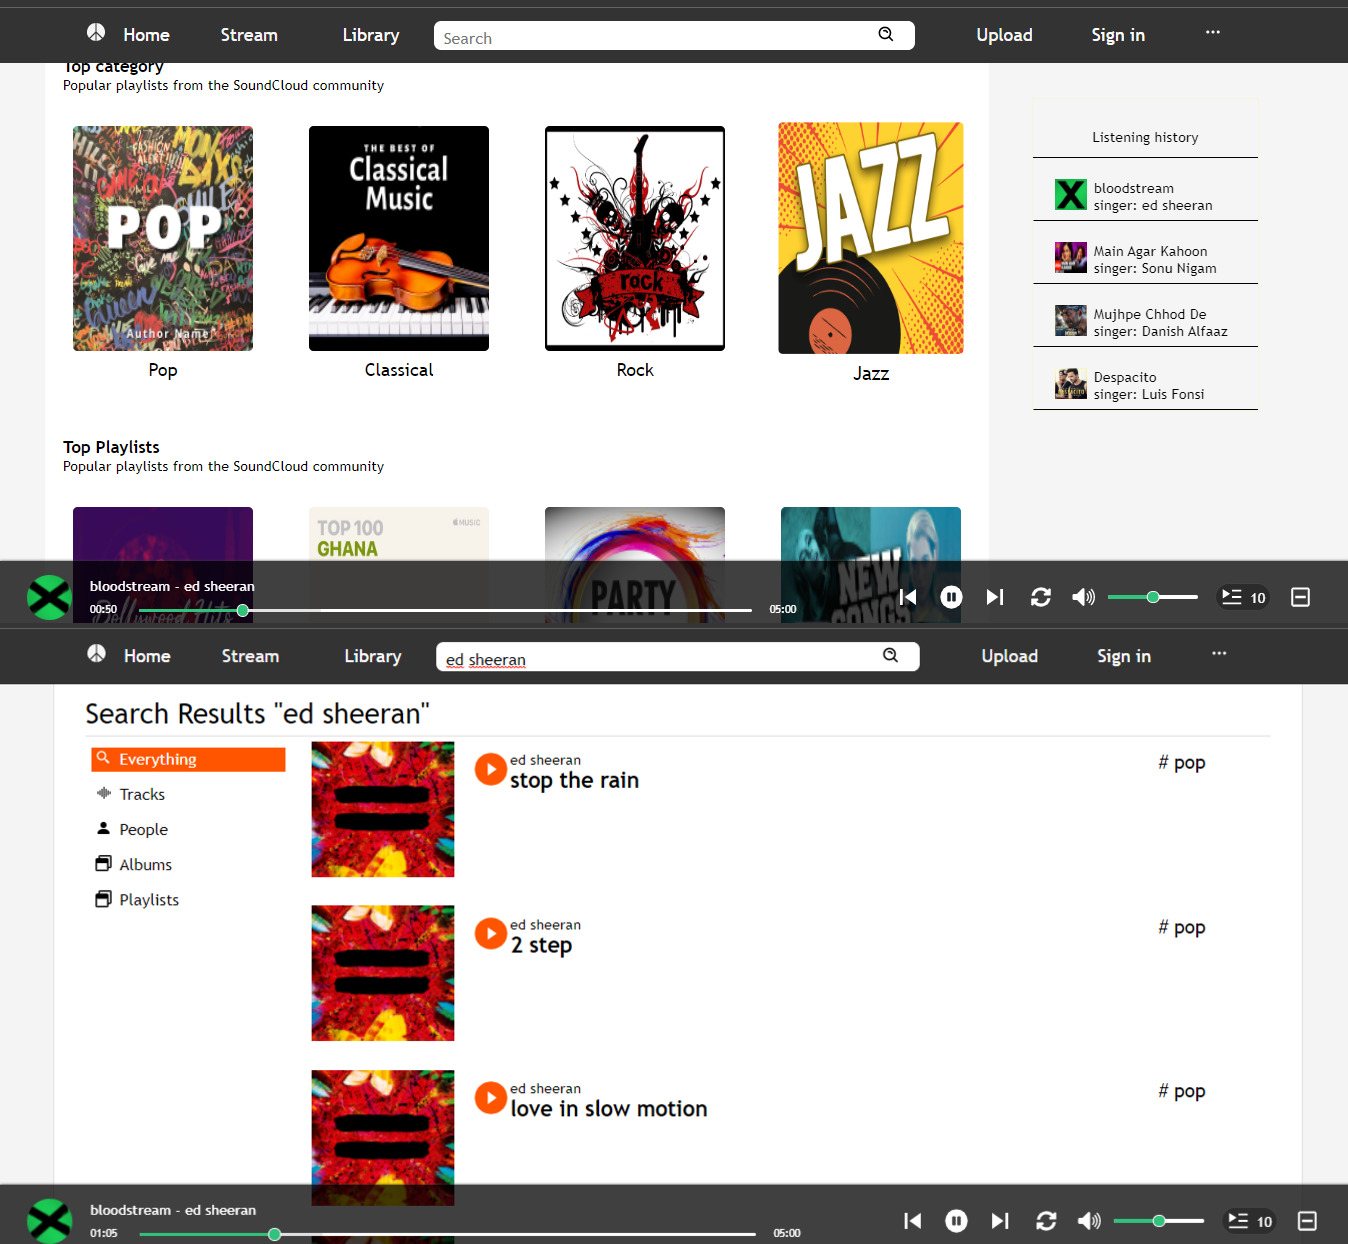 Home Stream Library Search Upload Sign in ...
Top category
Popular playlists from the SoundCloud community
FASHION
ALERT!
POP
Author Name
THE BEST OF
Classical
Music
rock
JAZZ
Pop Classical Rock Jazz
Listening history
bloodstream
singer: ed sheeran
Main Agar Kahoon
singer: Sonu Nigam
Mujhpe Chhod De
singer: Danish Alfaaz
Despacito
singer: Luis Fonsi
Top Playlists
Popular playlists from the SoundCloud community
Bollywood Hits
TOP 100
GHANA
MUSIC
PARTY
NEW
SONGS
bloodstream - ed sheeran
00:50 05:00
10
Home Stream Library ed sheeran Upload Sign in ...
Search Results "ed sheeran"
Everything
Tracks
People
Albums
Playlists
ed sheeran
stop the rain
# pop
ed sheeran
2 step
# pop
ed sheeran
love in slow motion
# pop
bloodstream - ed sheeran
01:05 05:00
10